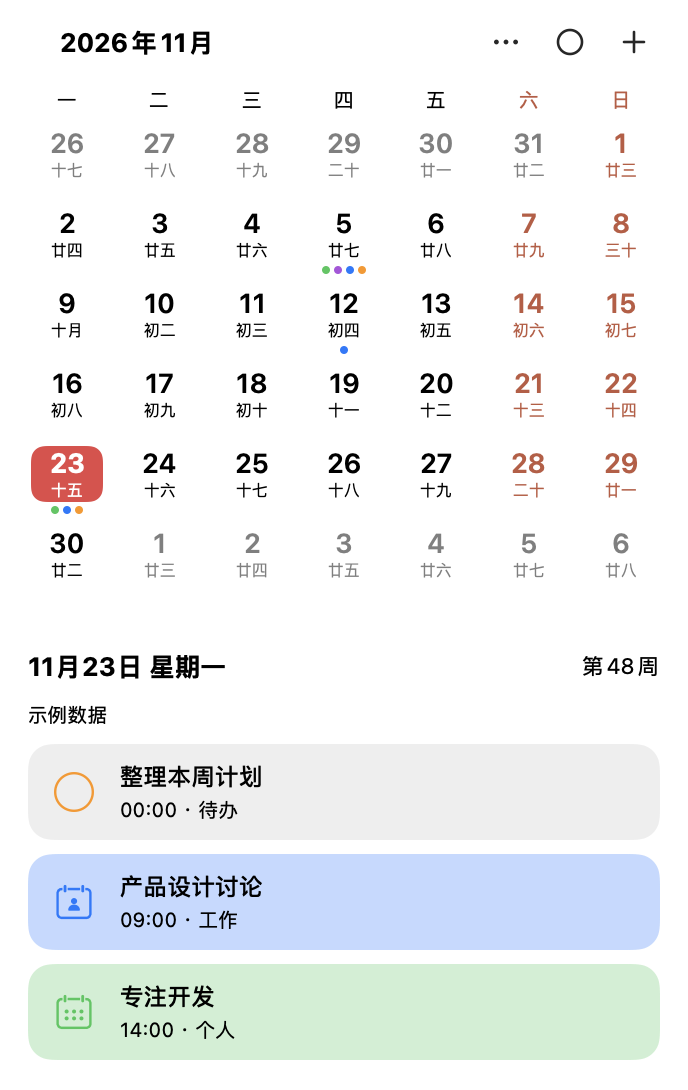 2026年11月
一 二 三 四 五 六 日
26 27 28 29 30 31 1
十七 十八 十九 二十 廿一 廿二 廿三
2 3 4 5 6 7 8
廿四 廿五 廿六 廿七 廿八 廿九 三十
9 10 11 12 13 14 15
十月 初二 初三 初四 初五 初六 初七
16 17 18 19 20 21 22
初八 初九 初十 十一 十二 十三 十四
23 24 25 26 27 28 29
十五 十六 十七 十八 十九 二十 廿一
30 1 2 3 4 5 6
廿二 廿三 廿四 廿五 廿六 廿七 廿八
11月23日 星期一 第48周
示例数据
整理本周计划
00:00 · 待办
产品设计讨论
09:00 · 工作
专注开发
14:00 · 个人